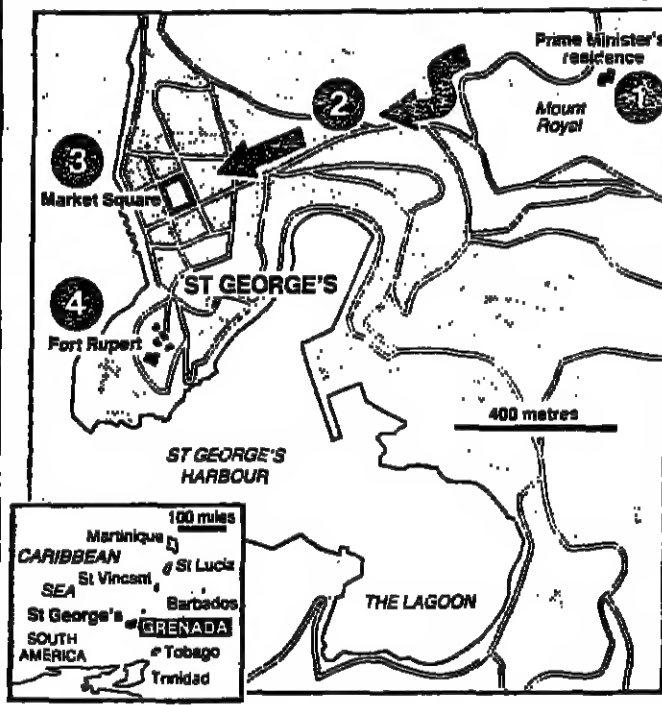 Prime Minister's
residence
1
Mount
Royal
2
3
Market Square
ST GEORGE'S
4
Fort Rupert
400 metres
ST GEORGE'S
HARBOUR
THE LAGOON
100 miles
Martinique
CARIBBEAN
SEA
St Lucia
St Vincent
Barbados
St George's
GRENADA
SOUTH
AMERICA
Tobago
Trinidad